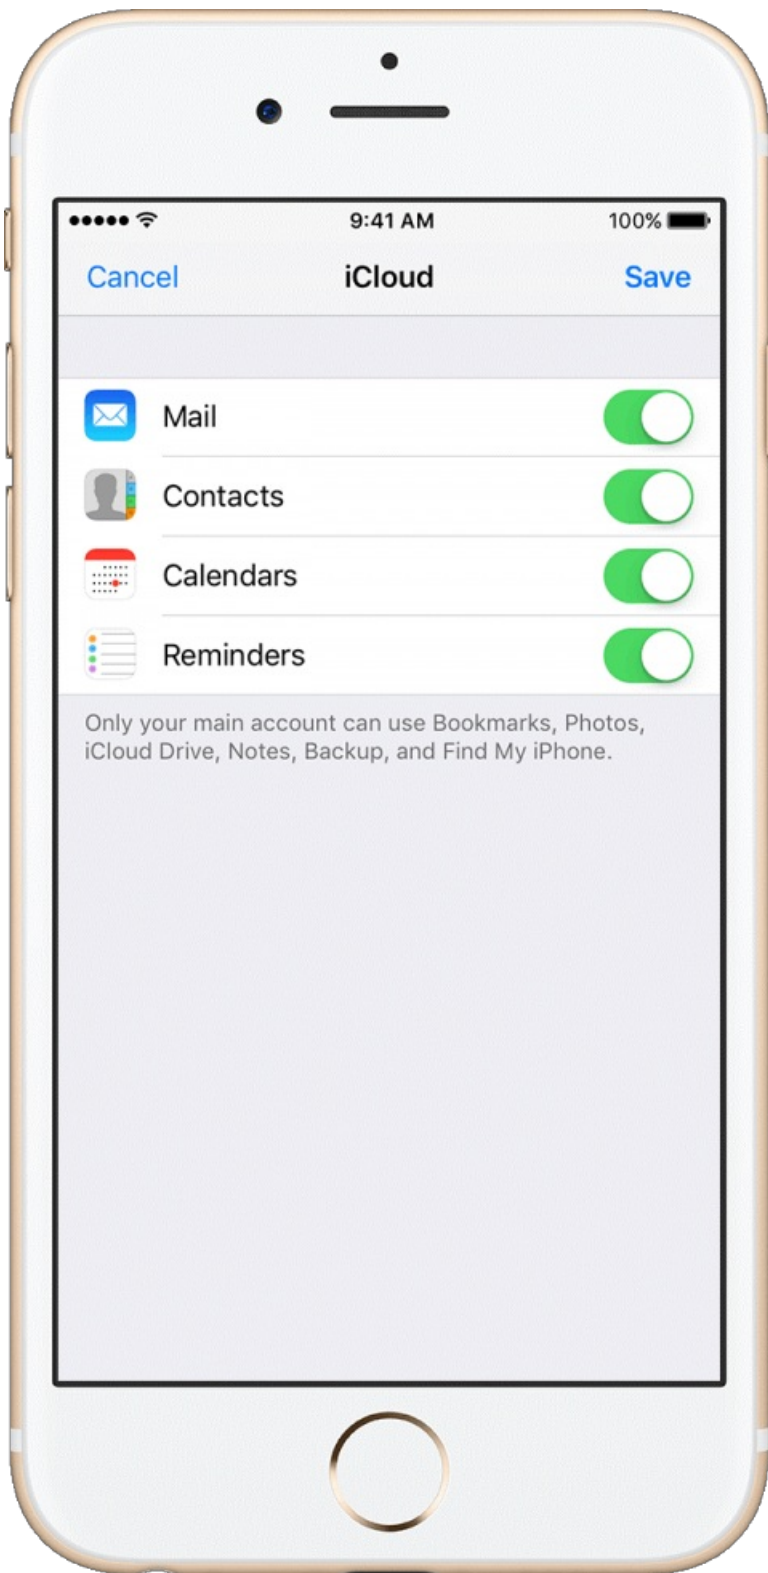 9:41 AM 100%
Cancel iCloud Save
Mail
Contacts
Calendars
Reminders
Only your main account can use Bookmarks, Photos,
iCloud Drive, Notes, Backup, and Find My iPhone.